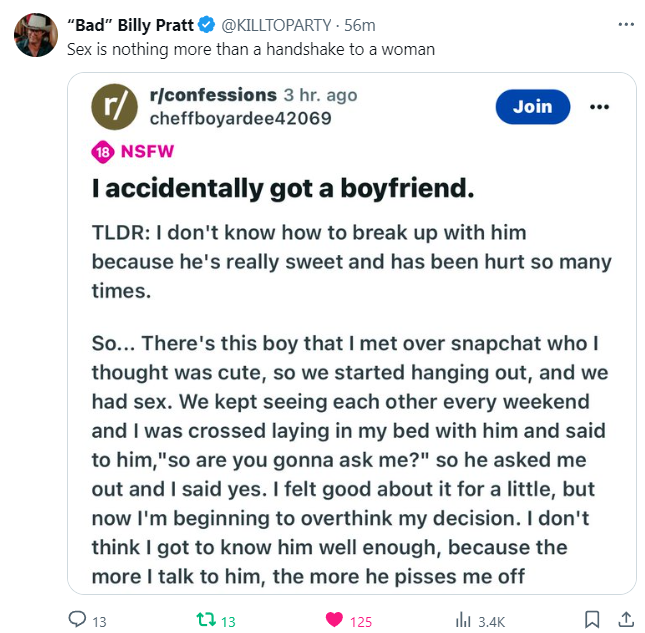 “Bad” Billy Pratt @KILLTOPARTY · 56m
Sex is nothing more than a handshake to a woman
r/
r/confessions 3 hr. ago
cheffboyardee42069
Join
18 NSFW
I accidentally got a boyfriend.
TLDR: I don't know how to break up with him
because he's really sweet and has been hurt so many
times.
So... There's this boy that I met over snapchat who I
thought was cute, so we started hanging out, and we
had sex. We kept seeing each other every weekend
and I was crossed laying in my bed with him and said
to him,"so are you gonna ask me?" so he asked me
out and I said yes. I felt good about it for a little, but
now I'm beginning to overthink my decision. I don't
think I got to know him well enough, because the
more I talk to him, the more he pisses me off
13 13 125 3.4K